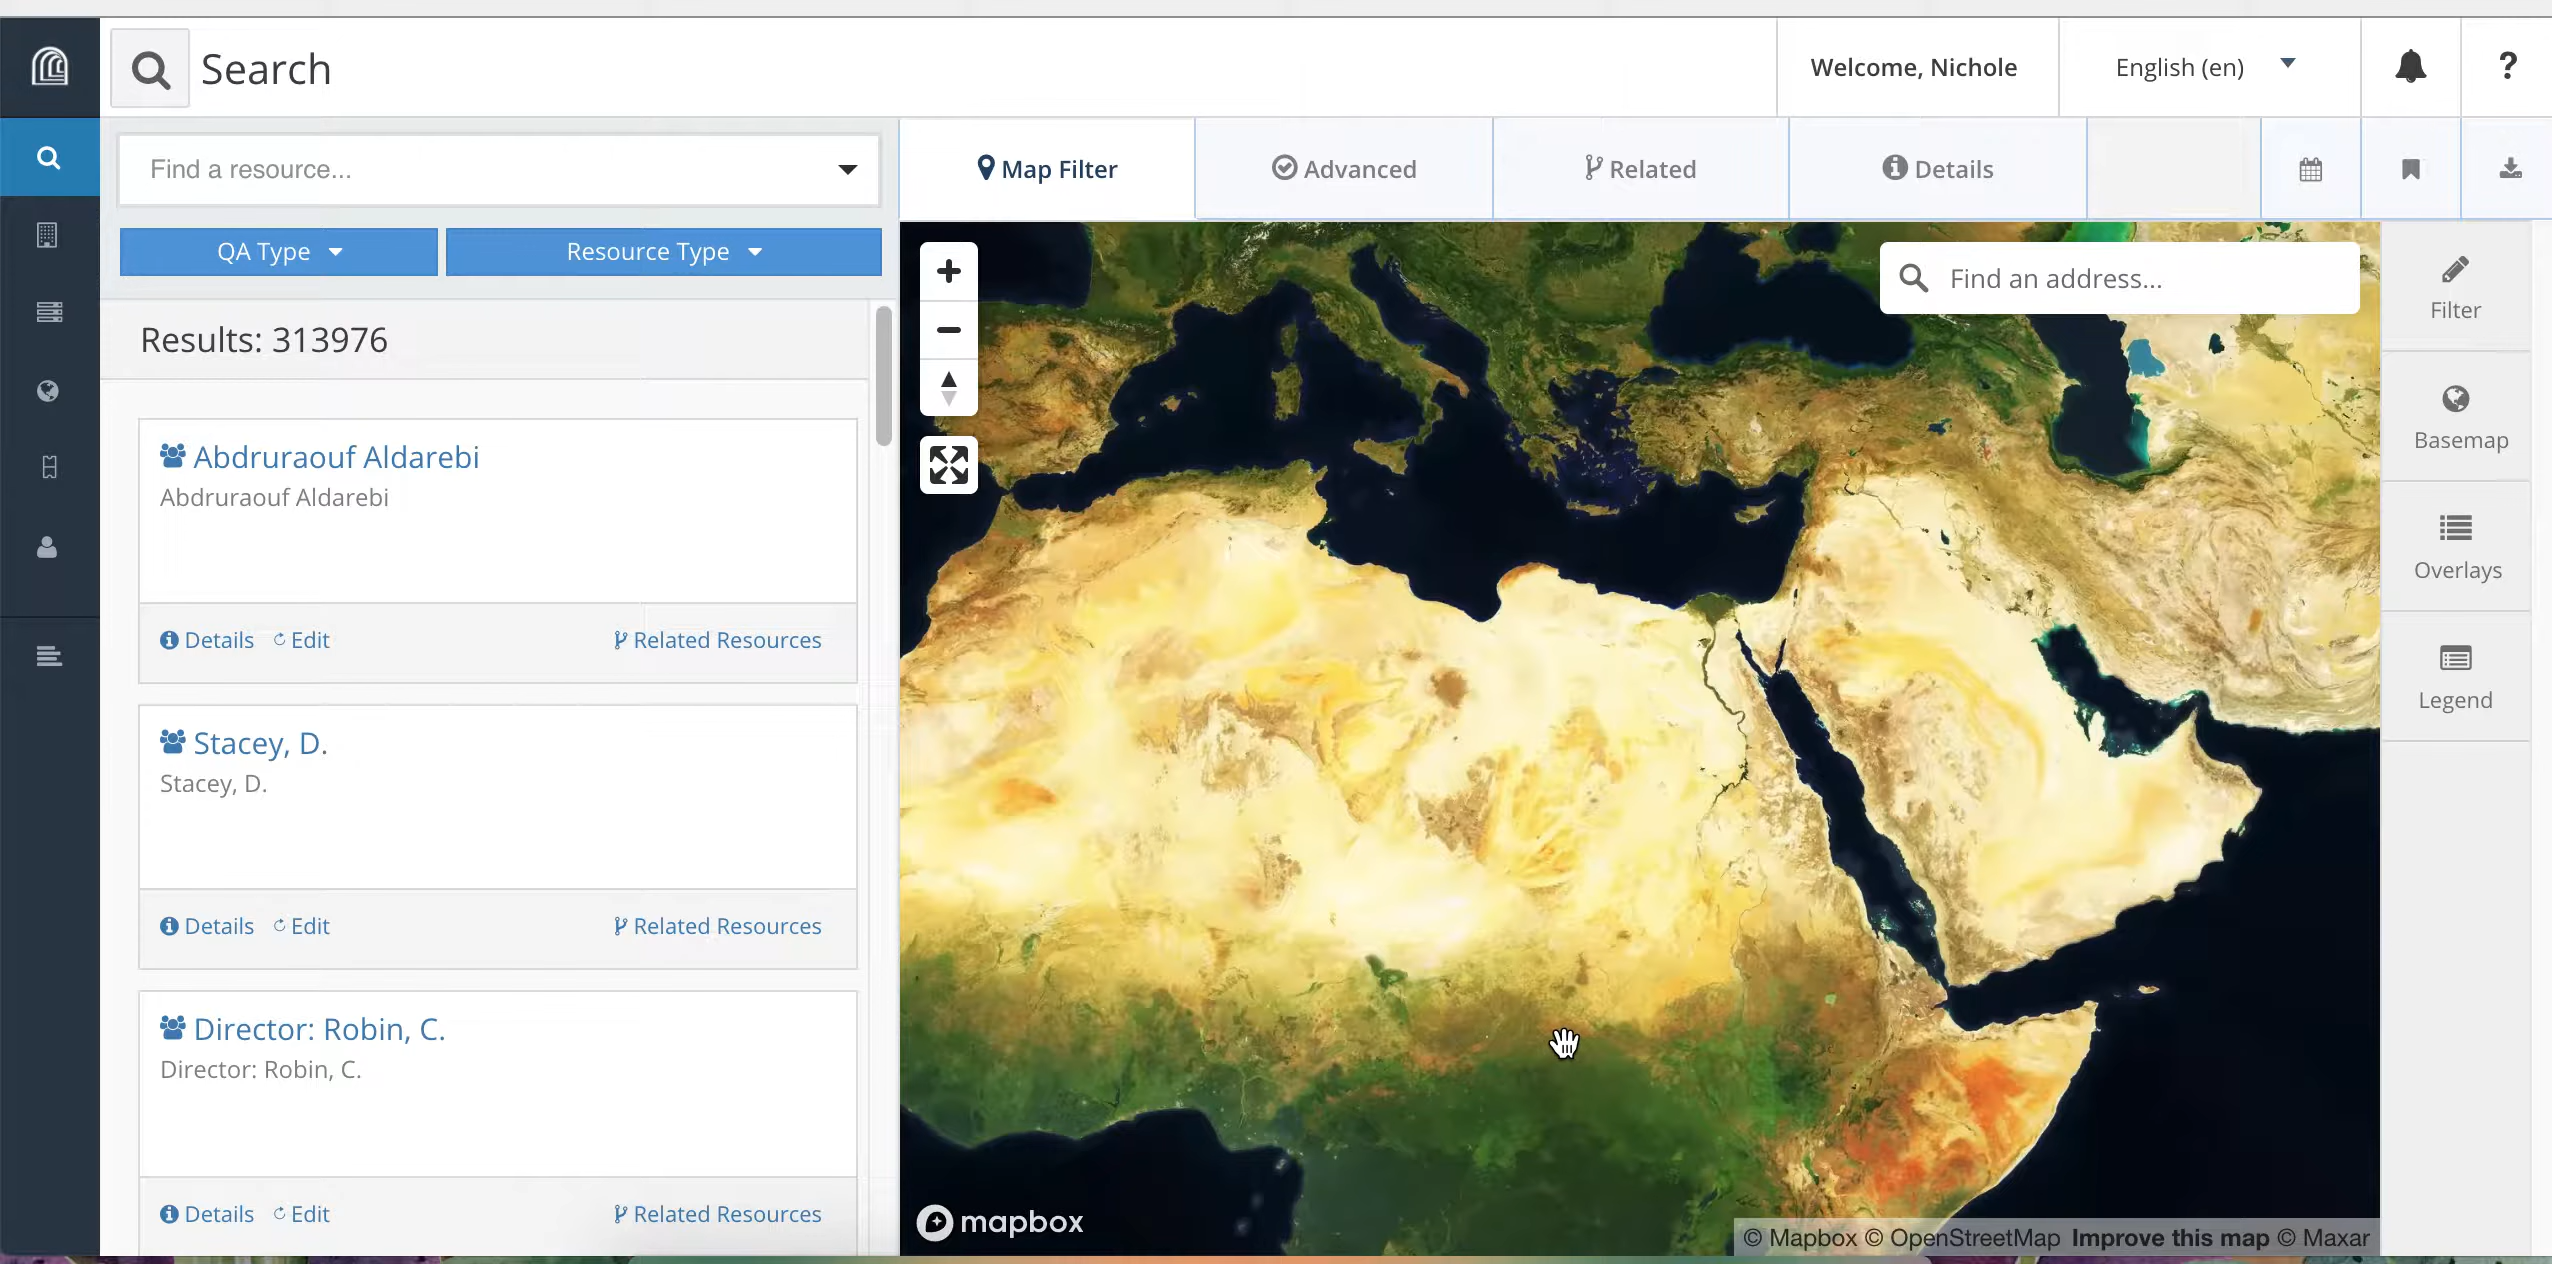 Search
Welcome, Nichole
English (en)
?
Find a resource...
Map Filter
Advanced
Related
Details
QA Type
Resource Type
Find an address...
Filter
Results: 313976
Basemap
Abdruraouf Aldarebi
Abdruraouf Aldarebi
Overlays
Details Edit Related Resources
Legend
Stacey, D.
Stacey, D.
Details Edit Related Resources
Director: Robin, C.
Director: Robin, C.
Details Edit Related Resources
mapbox
© Mapbox © OpenStreetMap Improve this map © Maxar